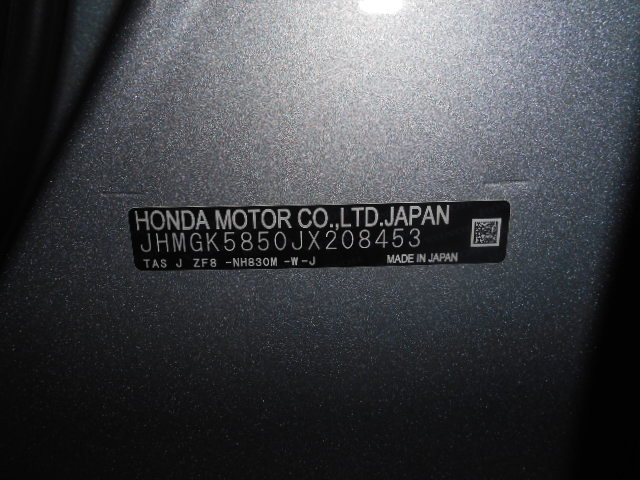 HONDA MOTOR CO.,LTD.JAPAN
JHMGK5850JX208453
TAS J ZF8 -NH830M -W-J MADE IN JAPAN